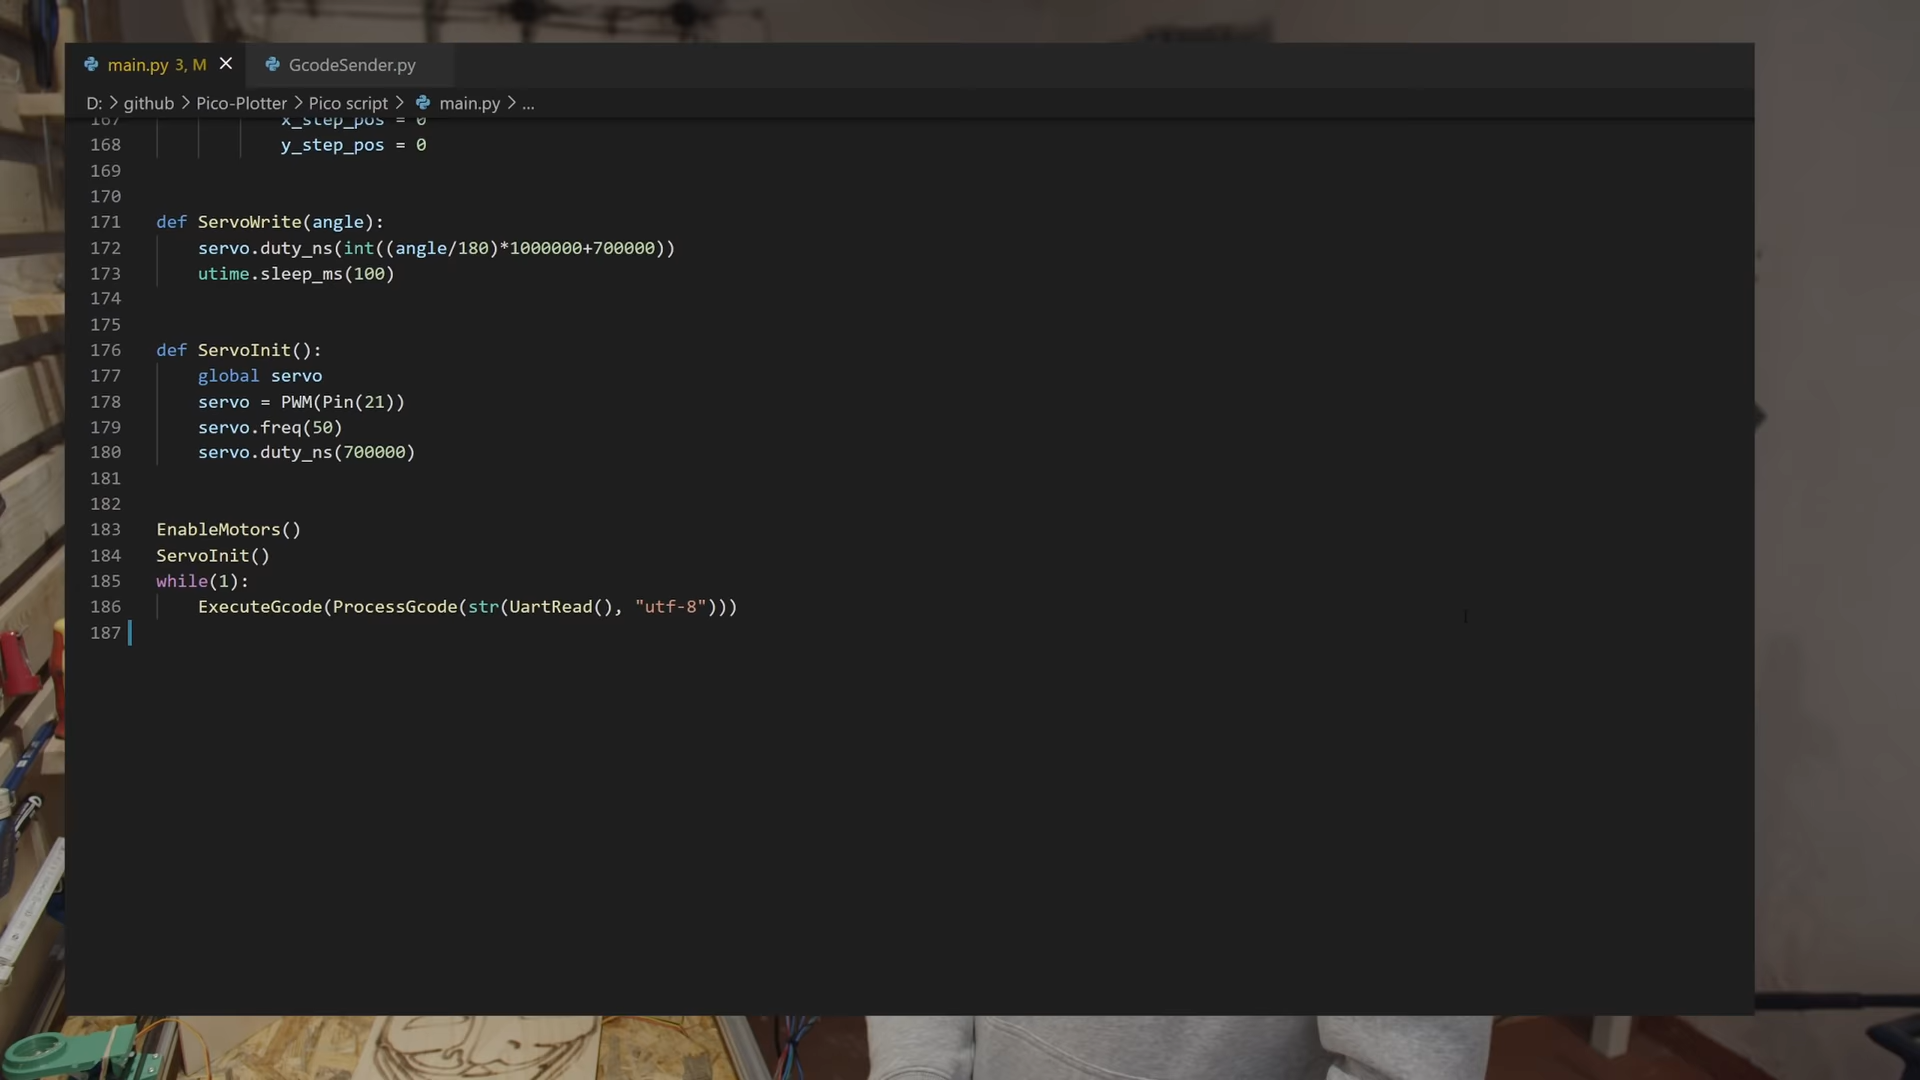 main.py 3, M GcodeSender.py
D: > github > Pico-Plotter > Pico script > main.py > ...
167 x_step_pos = 0
168 y_step_pos = 0
169
170
171 def ServoWrite(angle):
172 servo.duty_ns(int((angle/180)*1000000+700000))
173 utime.sleep_ms(100)
174
175
176 def ServoInit():
177 global servo
178 servo = PWM(Pin(21))
179 servo.freq(50)
180 servo.duty_ns(700000)
181
182
183 EnableMotors()
184 ServoInit()
185 while(1):
186 ExecuteGcode(ProcessGcode(str(UartRead(), "utf-8")))
187